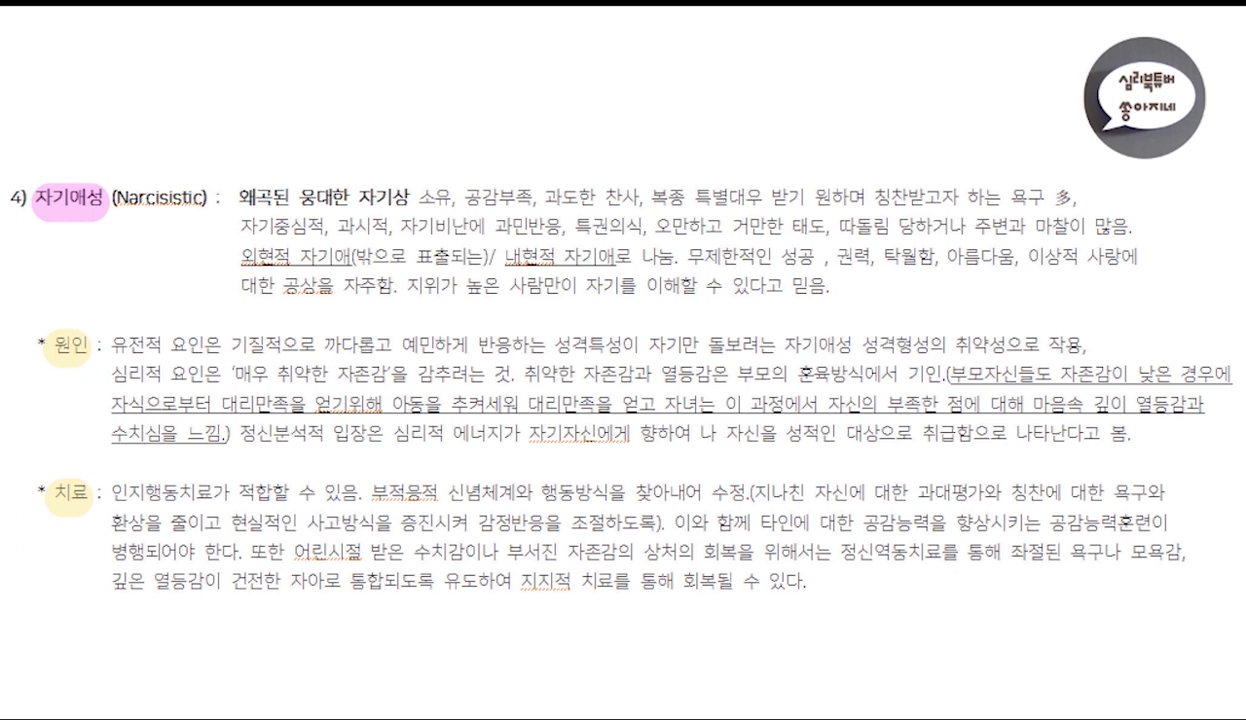 심리북튜버
쏭아지네
4) 자기애성 (Narcisistic) : 왜곡된 웅대한 자기상 소유, 공감부족, 과도한 찬사, 복종 특별대우 받기 원하며 칭찬받고자 하는 욕구 多,
자기중심적, 과시적, 자기비난에 과민반응, 특권의식, 오만하고 거만한 태도, 따돌림 당하거나 주변과 마찰이 많음.
외현적 자기애(밖으로 표출되는)/ 내현적 자기애로 나눔. 무제한적인 성공 , 권력, 탁월함, 아름다움, 이상적 사랑에
대한 공상을 자주함. 지위가 높은 사람만이 자기를 이해할 수 있다고 믿음.
* 원인 : 유전적 요인은 기질적으로 까다롭고 예민하게 반응하는 성격특성이 자기만 돌보려는 자기애성 성격형성의 취약성으로 작용,
심리적 요인은 ‘매우 취약한 자존감’을 감추려는 것. 취약한 자존감과 열등감은 부모의 훈육방식에서 기인.(부모자신들도 자존감이 낮은 경우에
자식으로부터 대리만족을 얻기위해 아동을 추켜세워 대리만족을 얻고 자녀는 이 과정에서 자신의 부족한 점에 대해 마음속 깊이 열등감과
수치심을 느낌.) 정신분석적 입장은 심리적 에너지가 자기자신에게 향하여 나 자신을 성적인 대상으로 취급함으로 나타난다고 봄.
* 치료 : 인지행동치료가 적합할 수 있음. 부적응적 신념체계와 행동방식을 찾아내어 수정.(지나친 자신에 대한 과대평가와 칭찬에 대한 욕구와
환상을 줄이고 현실적인 사고방식을 증진시켜 감정반응을 조절하도록). 이와 함께 타인에 대한 공감능력을 향상시키는 공감능력훈련이
병행되어야 한다. 또한 어린시절 받은 수치감이나 부서진 자존감의 상처의 회복을 위해서는 정신역동치료를 통해 좌절된 욕구나 모욕감,
깊은 열등감이 건전한 자아로 통합되도록 유도하여 지지적 치료를 통해 회복될 수 있다.